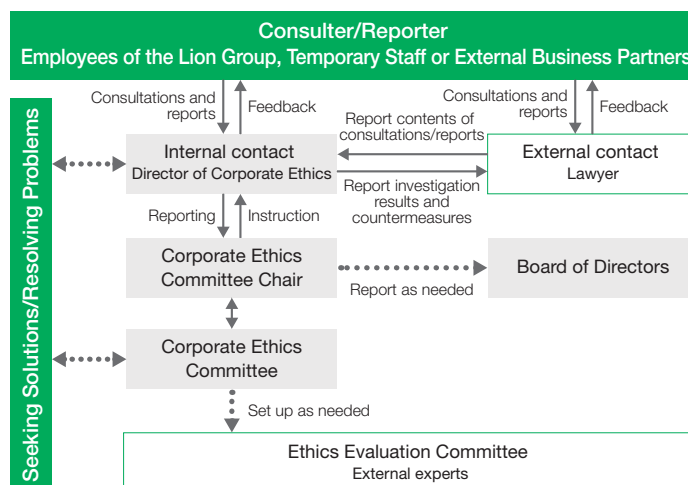 Consulter/Reporter
Employees of the Lion Group, Temporary Staff or External Business Partners
Seeking Solutions/Resolving Problems
Consultations and
reports
Feedback
Report contents of
consultations/reports
Consultations and
reports
Feedback
Internal contact
Director of Corporate Ethics
External contact
Lawyer
Report investigation
results and
countermeasures
Reporting
Instruction
Corporate Ethics
Committee Chair
Report as needed
Board of Directors
Corporate Ethics
Committee
Set up as needed
Ethics Evaluation Committee
External experts